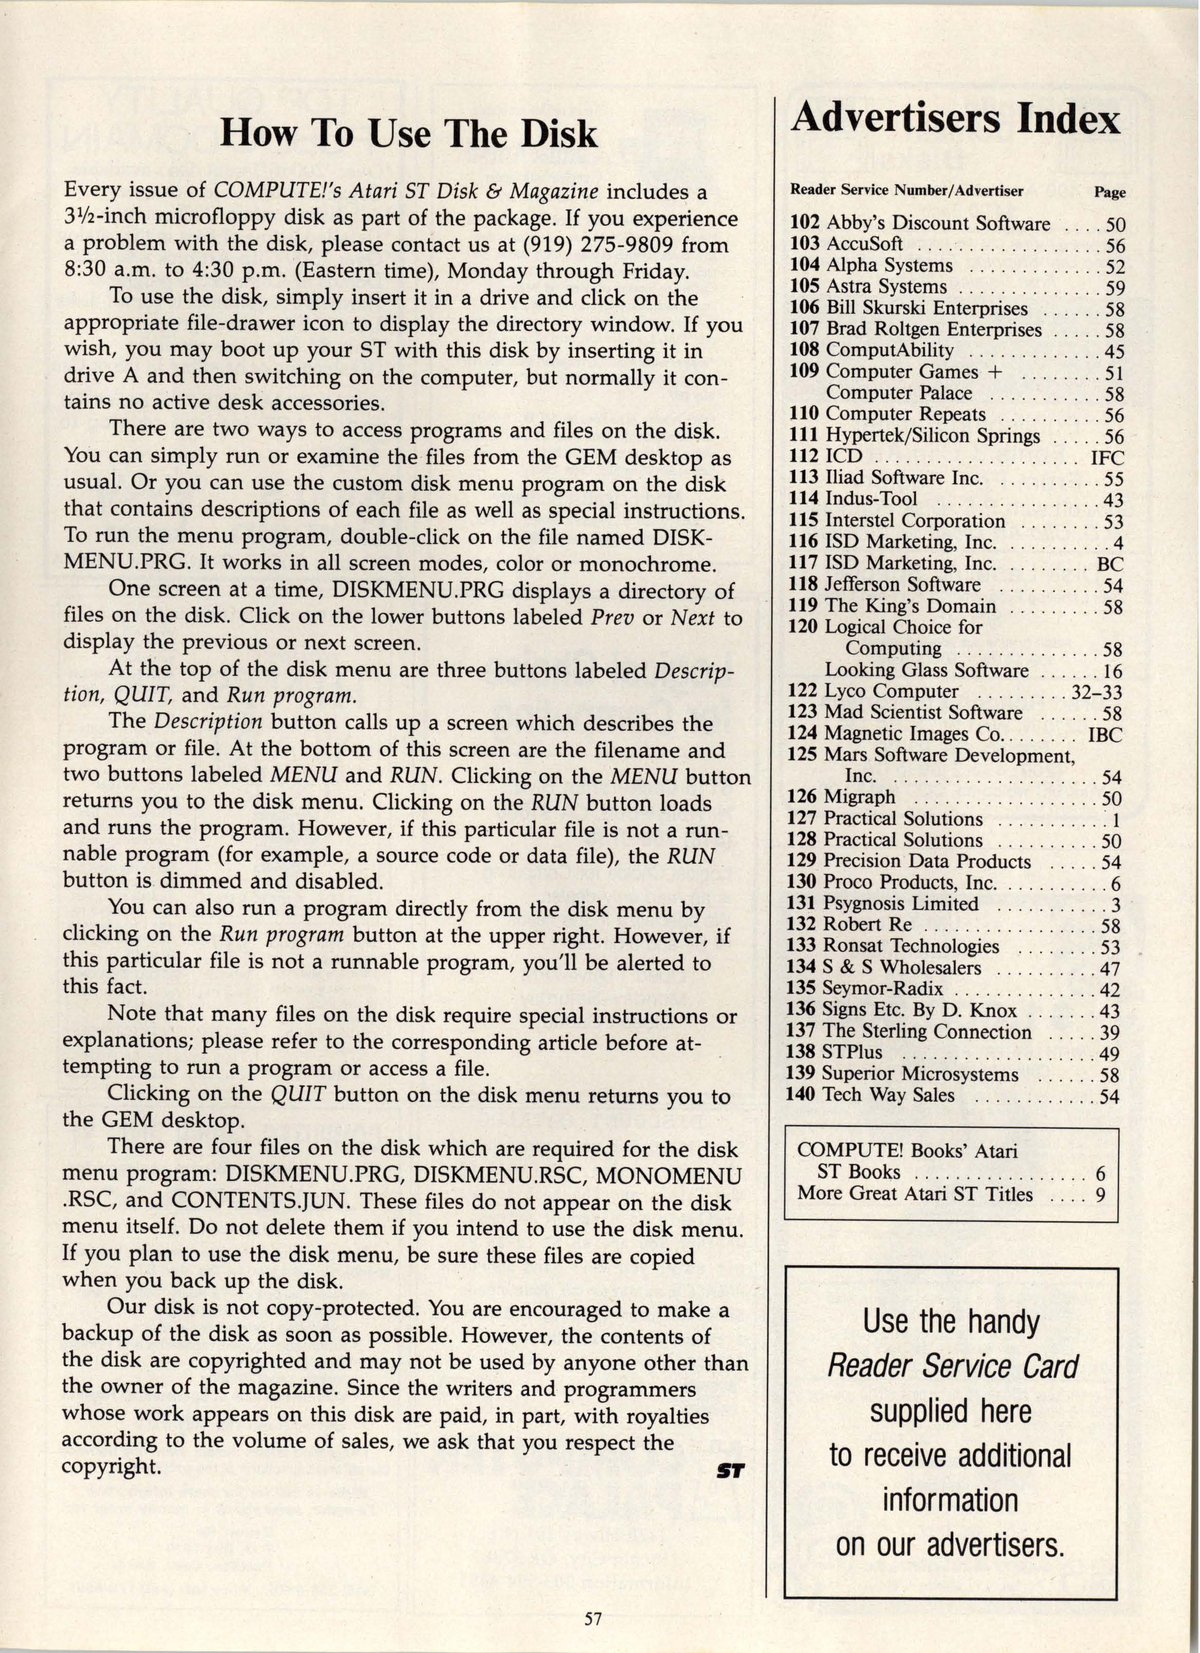 How To Use The Disk
Every issue of COMPUTE!'s Atari ST Disk & Magazine includes a
3½-inch microfloppy disk as part of the package. If you experience
a problem with the disk, please contact us at (919) 275-9809 from
8:30 a.m. to 4:30 p.m. (Eastern time), Monday through Friday.
To use the disk, simply insert it in a drive and click on the
appropriate file-drawer icon to display the directory window. If you
wish, you may boot up your ST with this disk by inserting it in
drive A and then switching on the computer, but normally it con-
tains no active desk accessories.
There are two ways to access programs and files on the disk.
You can simply run or examine the files from the GEM desktop as
usual. Or you can use the custom disk menu program on the disk
that contains descriptions of each file as well as special instructions.
To run the menu program, double-click on the file named DISK-
MENU.PRG. It works in all screen modes, color or monochrome.
One screen at a time, DISKMENU.PRG displays a directory of
files on the disk. Click on the lower buttons labeled Prev or Next to
display the previous or next screen.
At the top of the disk menu are three buttons labeled Descrip-
tion, QUIT, and Run program.
The Description button calls up a screen which describes the
program or file. At the bottom of this screen are the filename and
two buttons labeled MENU and RUN. Clicking on the MENU button
returns you to the disk menu. Clicking on the RUN button loads
and runs the program. However, if this particular file is not a run-
nable program (for example, a source code or data file), the RUN
button is dimmed and disabled.
You can also run a program directly from the disk menu by
clicking on the Run program button at the upper right. However, if
this particular file is not a runnable program, you'll be alerted to
this fact.
Note that many files on the disk require special instructions or
explanations; please refer to the corresponding article before at-
tempting to run a program or access a file.
Clicking on the QUIT button on the disk menu returns you to
the GEM desktop.
There are four files on the disk which are required for the disk
menu program: DISKMENU.PRG, DISKMENU.RSC, MONOMENU
.RSC, and CONTENTS.JUN. These files do not appear on the disk
menu itself. Do not delete them if you intend to use the disk menu.
If you plan to use the disk menu, be sure these files are copied
when you back up the disk.
Our disk is not copy-protected. You are encouraged to make a
backup of the disk as soon as possible. However, the contents of
the disk are copyrighted and may not be used by anyone other than
the owner of the magazine. Since the writers and programmers
whose work appears on this disk are paid, in part, with royalties
according to the volume of sales, we ask that you respect the
copyright. ST
Advertisers Index
Reader Service Number/Advertiser Page
102 Abby's Discount Software .... 50
103 AccuSoft .................. 56
104 Alpha Systems ............. 52
105 Astra Systems .............. 59
106 Bill Skurski Enterprises ...... 58
107 Brad Roltgen Enterprises ..... 58
108 ComputAbility ............. 45
109 Computer Games + ........ 51
Computer Palace ........... 58
110 Computer Repeats .......... 56
111 Hypertek/Silicon Springs ..... 56
112 ICD .................... IFC
113 Iliad Software Inc. .......... 55
114 Indus-Tool ................ 43
115 Interstel Corporation ........ 53
116 ISD Marketing, Inc. .......... 4
117 ISD Marketing, Inc. ........ BC
118 Jefferson Software .......... 54
119 The King's Domain ......... 58
120 Logical Choice for
Computing .............. 58
Looking Glass Software ...... 16
122 Lyco Computer ......... 32–33
123 Mad Scientist Software ...... 58
124 Magnetic Images Co. ....... IBC
125 Mars Software Development,
Inc. .................... 54
126 Migraph .................. 50
127 Practical Solutions ........... 1
128 Practical Solutions .......... 50
129 Precision Data Products ..... 54
130 Proco Products, Inc. .......... 6
131 Psygnosis Limited ........... 3
132 Robert Re ................. 58
133 Ronsat Technologies ........ 53
134 S & S Wholesalers .......... 47
135 Seymor-Radix .............. 42
136 Signs Etc. By D. Knox ....... 43
137 The Sterling Connection ..... 39
138 STPlus ................... 49
139 Superior Microsystems ...... 58
140 Tech Way Sales ............ 54
COMPUTE! Books' Atari
ST Books ................. 6
More Great Atari ST Titles .... 9
Use the handy
Reader Service Card
supplied here
to receive additional
information
on our advertisers.
57